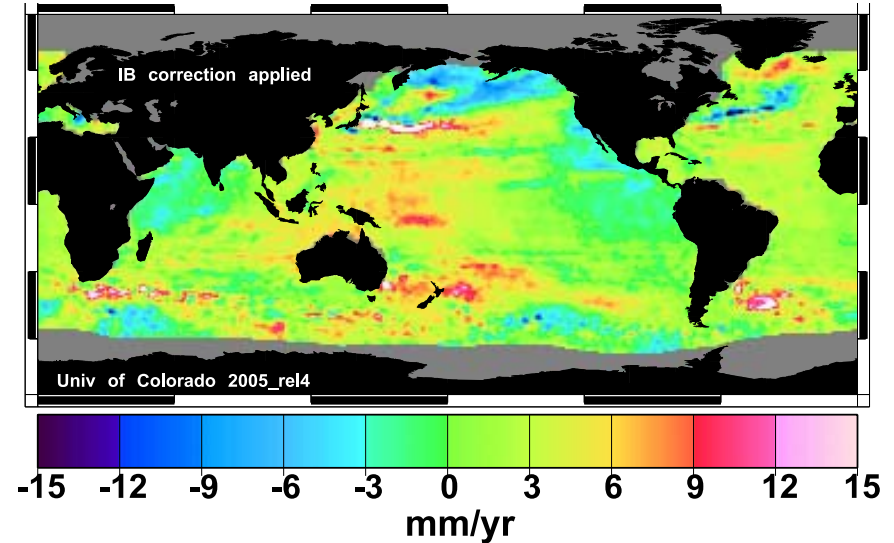 IB correction applied
Univ of Colorado 2005_rel4
-15 -12 -9 -6 -3 0 3 6 9 12 15
mm/yr